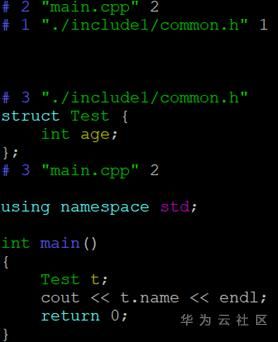 # 2 "main.cpp" 2
# 1 "./include1/common.h" 1
# 3 "./include1/common.h"
struct Test {
    int age;
};
# 3 "main.cpp" 2
using namespace std;
int main()
{
    Test t;
    cout << t.name << endl;
    return 0;
}
华为云社区